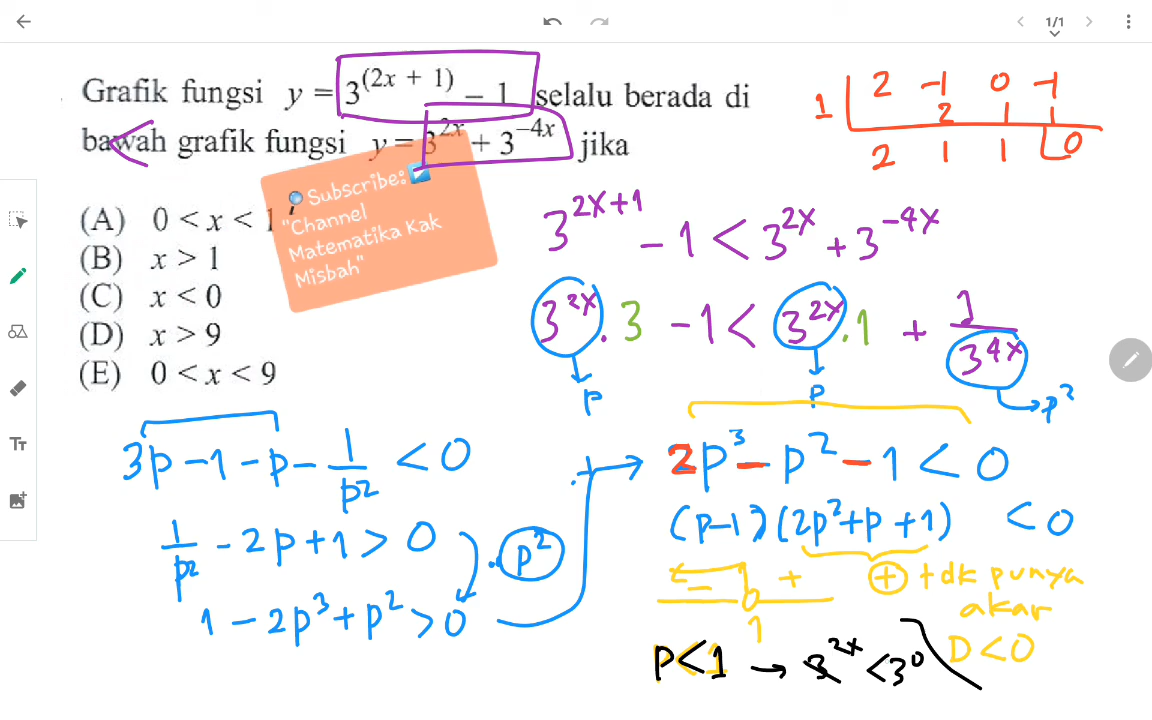 1/1
Grafik fungsi y = 3^(2x + 1) − 1 selalu berada di
bawah grafik fungsi y = 3^2x + 3^−4x jika
(A) 0 < x < 1
(B) x > 1
(C) x < 0
(D) x > 9
(E) 0 < x < 9
Subscribe:
"Channel
Matematika Kak
Misbah"
1 | 2 -1 0 -1
2 1 1
2 1 1 0
3^2x+1 − 1 < 3^2x + 3^−4x
3^2x . 3 − 1 < 3^2x . 1 + 1/3^4x
p p p²
3p − 1 − p − 1/p² < 0
1/p² − 2p + 1 > 0 .p²
1 − 2p³ + p² > 0
2p³ − p² − 1 < 0
(p−1)(2p²+p+1) < 0
− + 
1
+ tdk punya
akar
D < 0
P<1 → 3^2x < 3^0
Tт